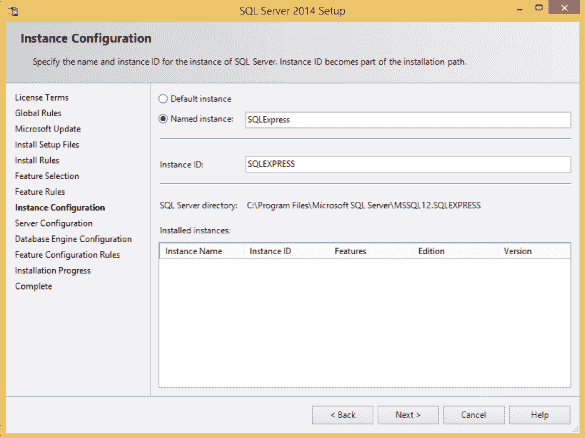 SQL Server 2014 Setup
Instance Configuration
Specify the name and instance ID for the instance of SQL Server. Instance ID becomes part of the installation path.
License Terms
Global Rules
Microsoft Update
Install Setup Files
Install Rules
Feature Selection
Feature Rules
Instance Configuration
Server Configuration
Database Engine Configuration
Feature Configuration Rules
Installation Progress
Complete
Default instance
Named instance: SQLExpress
Instance ID: SQLEXPRESS
SQL Server directory: C:\Program Files\Microsoft SQL Server\MSSQL12.SQLEXPRESS
Installed instances:
Instance Name Instance ID Features Edition Version
< Back Next > Cancel Help